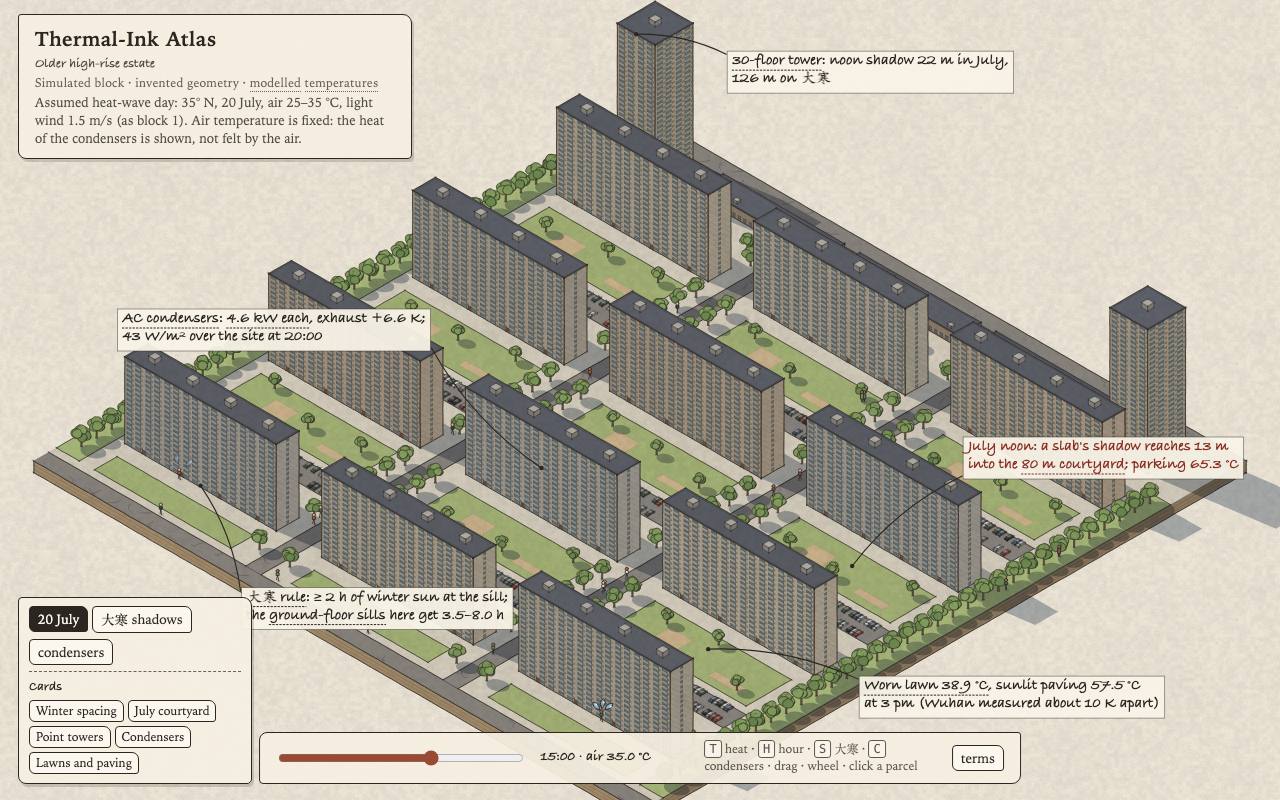 Thermal-Ink Atlas
Older high-rise estate
Simulated block · invented geometry · modelled temperatures
Assumed heat-wave day: 35° N, 20 July, air 25–35 °C, light
wind 1.5 m/s (as block 1). Air temperature is fixed: the heat
of the condensers is shown, not felt by the air.
30-floor tower: noon shadow 22 m in July,
126 m on 大寒
AC condensers: 4.6 kW each, exhaust +6.6 K;
43 W/m² over the site at 20:00
July noon: a slab's shadow reaches 13 m
into the 80 m courtyard; parking 65.3 °C
大寒 rule: ≥ 2 h of winter sun at the sill;
he ground-floor sills here get 3.5–8.0 h
Worn lawn 38.9 °C, sunlit paving 57.5 °C
at 3 pm (Wuhan measured about 10 K apart)
20 July
大寒 shadows
condensers
Cards
Winter spacing
July courtyard
Point towers
Condensers
Lawns and paving
15:00 · air 35.0 °C
T heat · H hour · S 大寒 · C
condensers · drag · wheel · click a parcel
terms